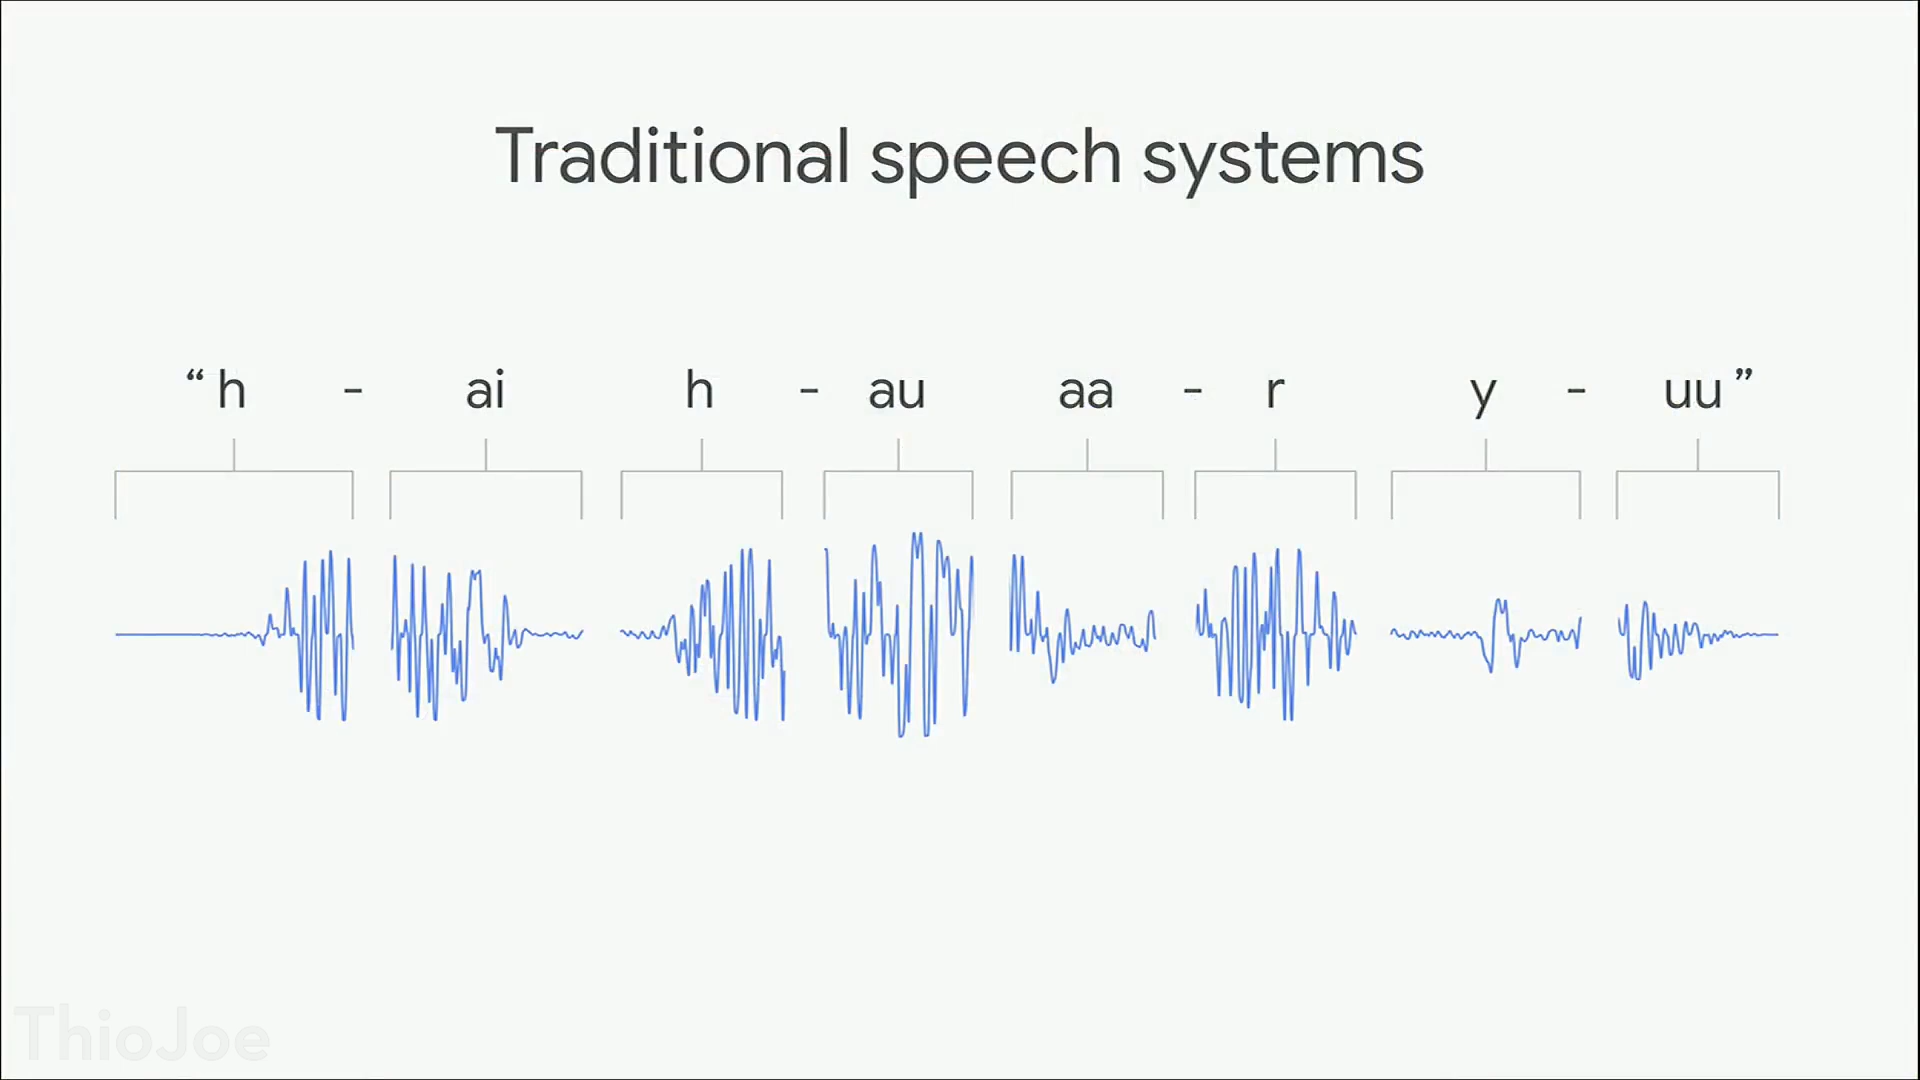 Traditional speech systems
“ h - ai h - au aa - r y - uu ”
ThioJoe